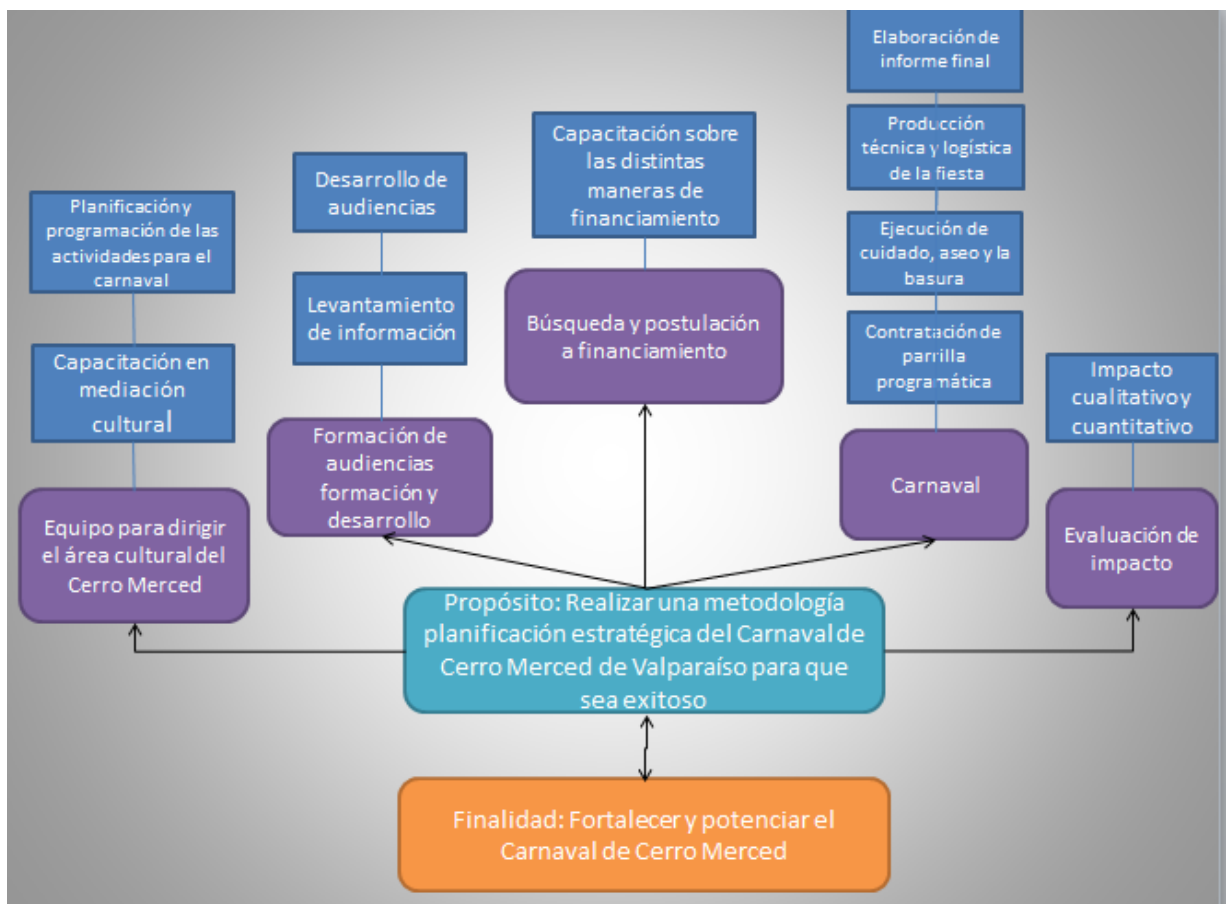 Elaboración de
informe final
Producción
técnica y logística
de la fiesta
Ejecución de
cuidado, aseo y la
basura
Contratación de
parrilla
programática
Carnaval
Capacitación sobre
las distintas
maneras de
financiamiento
Búsqueda y postulación
a financiamiento
Desarrollo de
audiencias
Levantamiento
de información
Formación de
audiencias
formación y
desarrollo
Planificación y
programación de las
actividades para el
carnaval
Capacitación en
mediación
cultural
Equipo para dirigir
el área cultural del
Cerro Merced
Impacto
cualitativo y
cuantitativo
Evaluación de
impacto
Propósito: Realizar una metodología
planificación estratégica del Carnaval de
Cerro Merced de Valparaíso para que
sea exitoso
Finalidad: Fortalecer y potenciar el
Carnaval de Cerro Merced